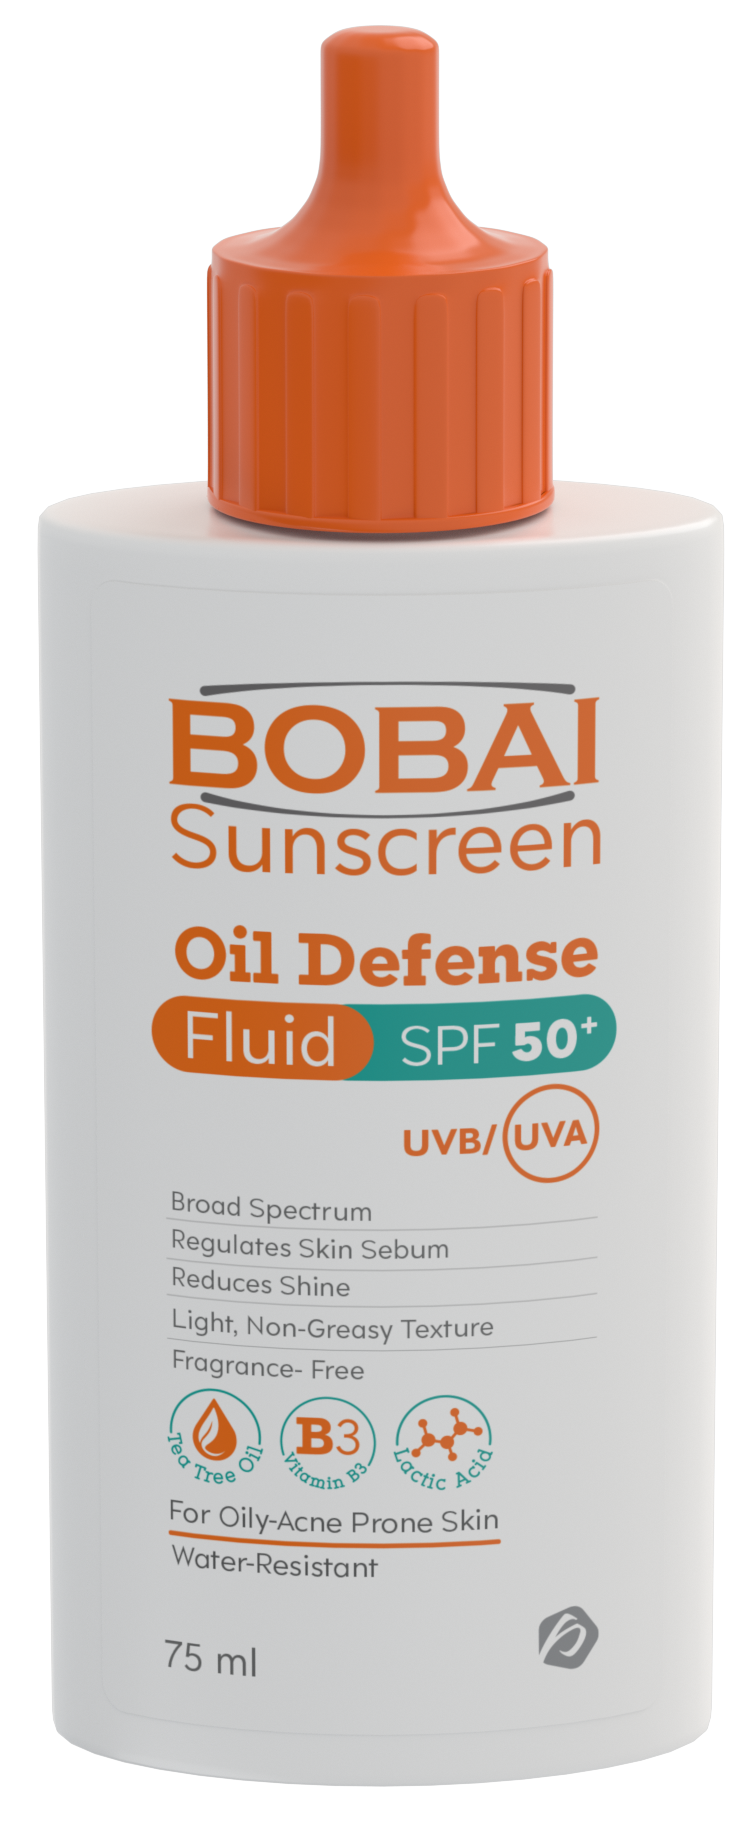 BOBAI
Sunscreen
Oil Defense
Fluid SPF 50+
UVB/UVA
Broad Spectrum
Regulates Skin Sebum
Reduces Shine
Light, Non-Greasy Texture
Fragrance- Free
Tea Tree Oil
B3
Vitamin B3
Lactic Acid
For Oily-Acne Prone Skin
Water-Resistant
75 ml